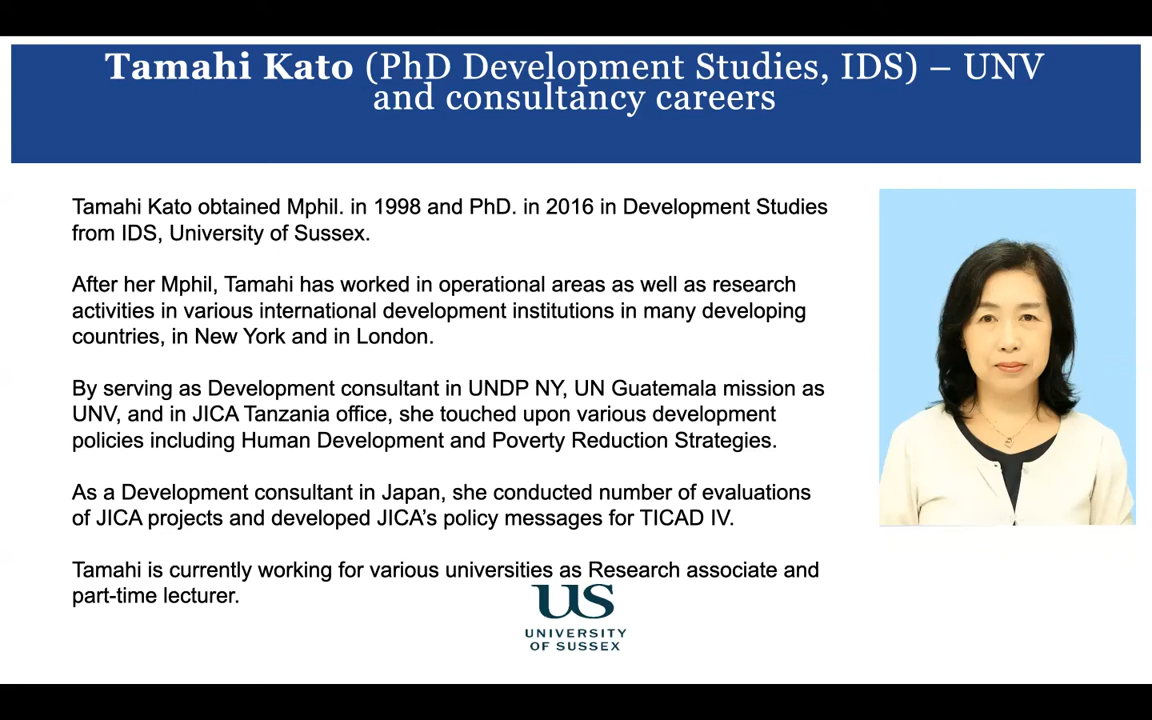 Tamahi Kato (PhD Development Studies, IDS) – UNV
and consultancy careers
Tamahi Kato obtained Mphil. in 1998 and PhD. in 2016 in Development Studies
from IDS, University of Sussex.
After her Mphil, Tamahi has worked in operational areas as well as research
activities in various international development institutions in many developing
countries, in New York and in London.
By serving as Development consultant in UNDP NY, UN Guatemala mission as
UNV, and in JICA Tanzania office, she touched upon various development
policies including Human Development and Poverty Reduction Strategies.
As a Development consultant in Japan, she conducted number of evaluations
of JICA projects and developed JICA’s policy messages for TICAD IV.
Tamahi is currently working for various universities as Research associate and
part-time lecturer.
US
UNIVERSITY
OF SUSSEX